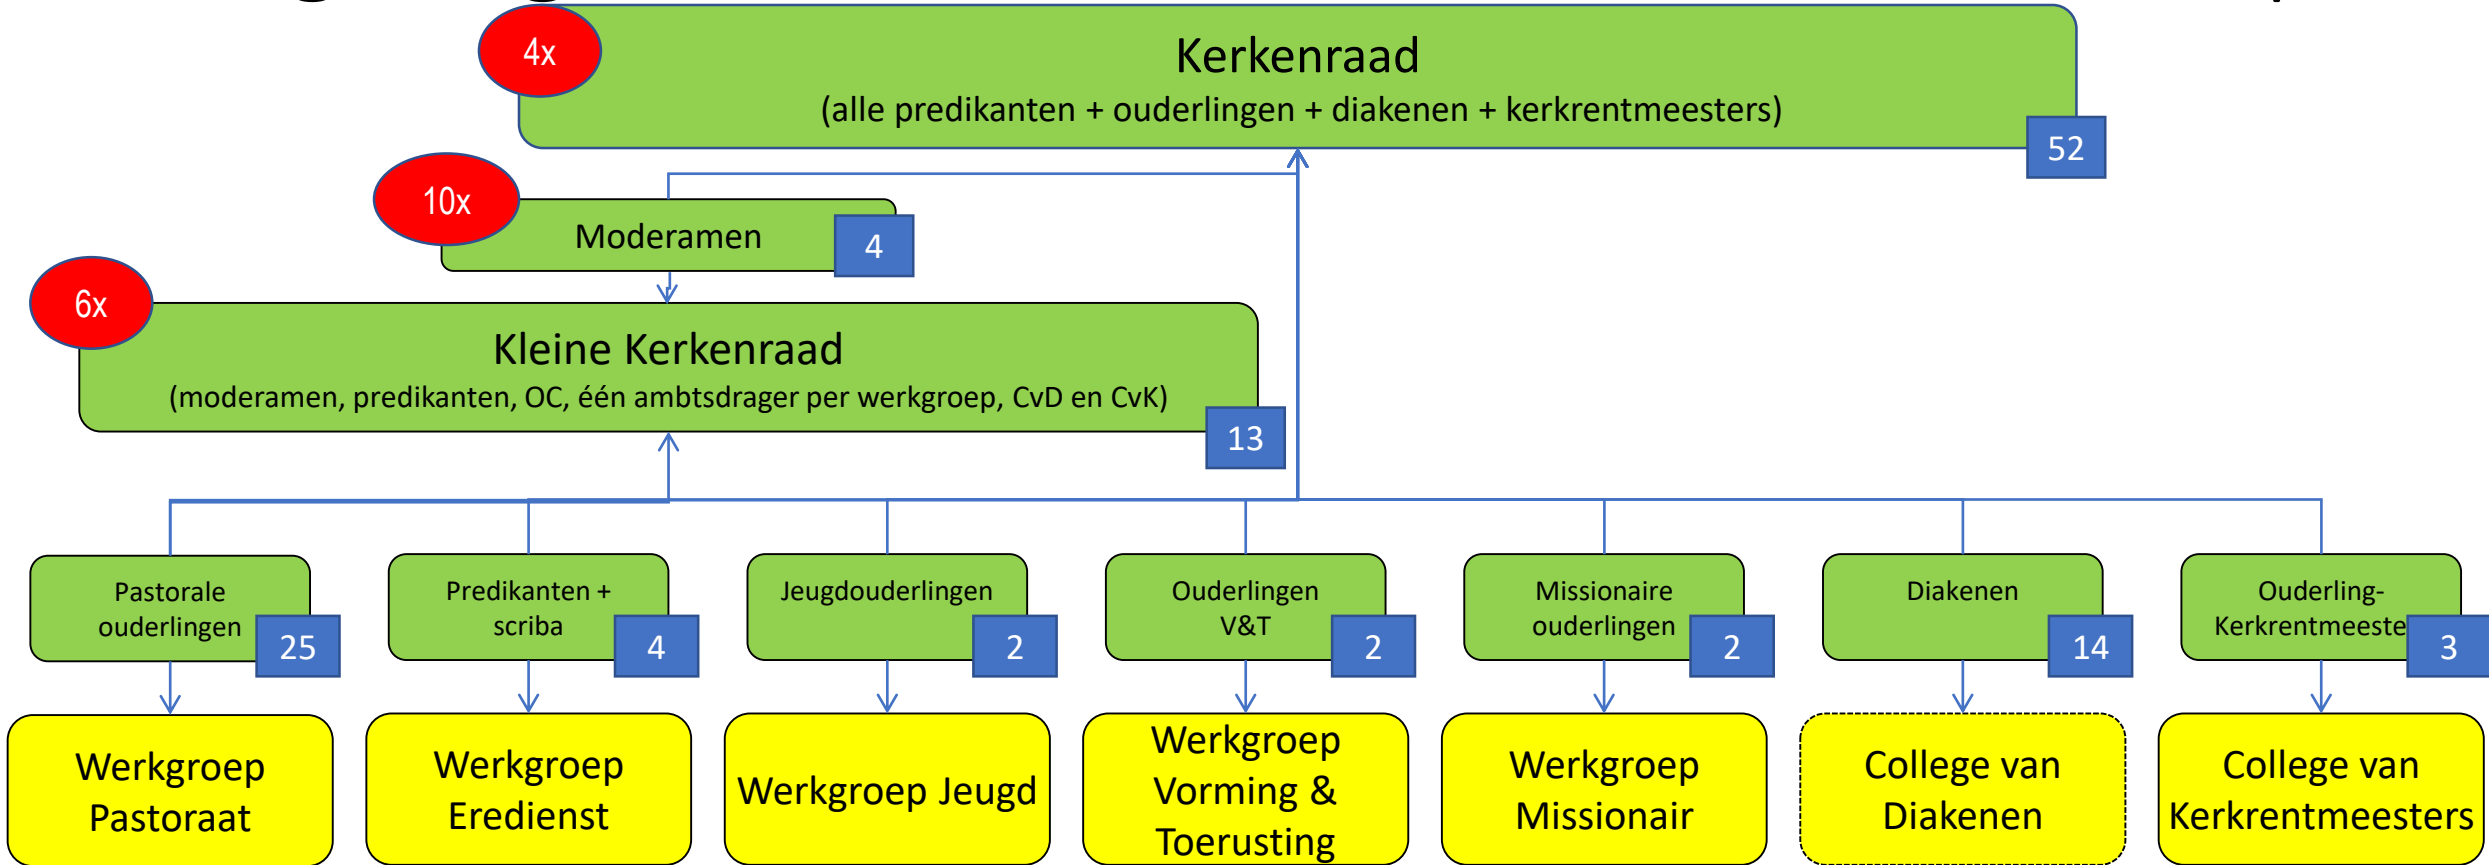 4x
Kerkenraad
(alle predikanten + ouderlingen + diakenen + kerkrentmeesters)
52
10x
Moderamen
4
6x
Kleine Kerkenraad
(moderamen, predikanten, OC, één ambtsdrager per werkgroep, CvD en CvK)
13
Pastorale
ouderlingen
25
Predikanten +
scriba
4
Jeugdouderlingen
2
Ouderlingen
V&T
2
Missionaire
ouderlingen
2
Diakenen
14
Ouderling-
Kerkrentmeeste
3
Werkgroep
Pastoraat
Werkgroep
Eredienst
Werkgroep Jeugd
Werkgroep
Vorming &
Toerusting
Werkgroep
Missionair
College van
Diakenen
College van
Kerkrentmeesters